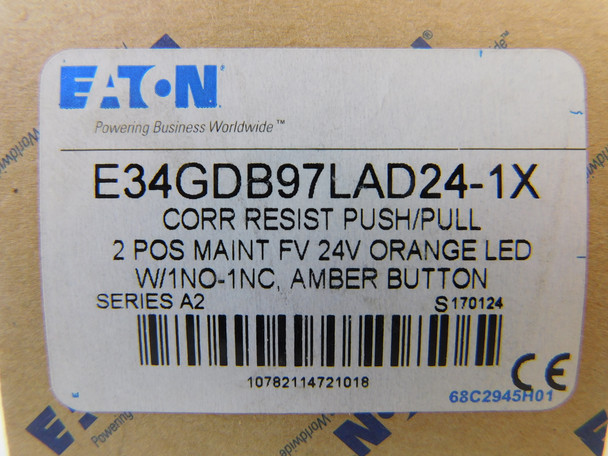 EATON
Powering Business Worldwide™
E34GDB97LAD24-1X
CORR RESIST PUSH/PULL
2 POS MAINT FV 24V ORANGE LED
W/1NO-1NC, AMBER BUTTON
SERIES A2 S170124
10782114721018
CE
68C2945H01